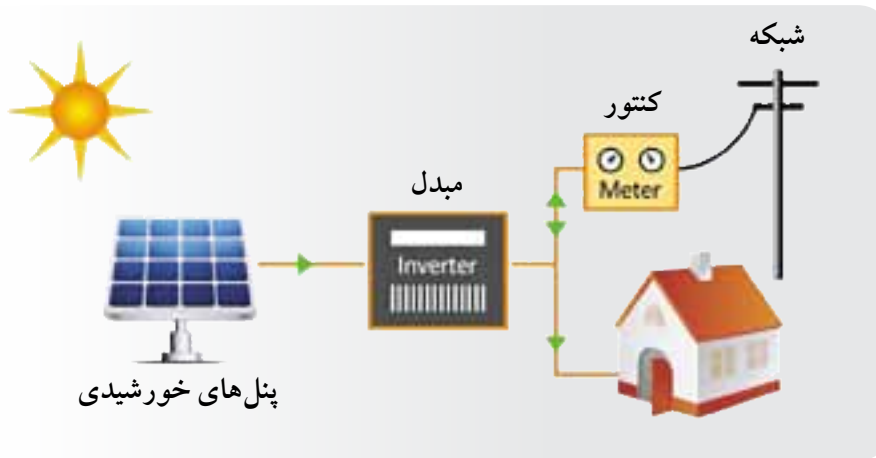 شبکه
کنتور
Meter
مبدل
Inverter
پنل‌های خورشیدی